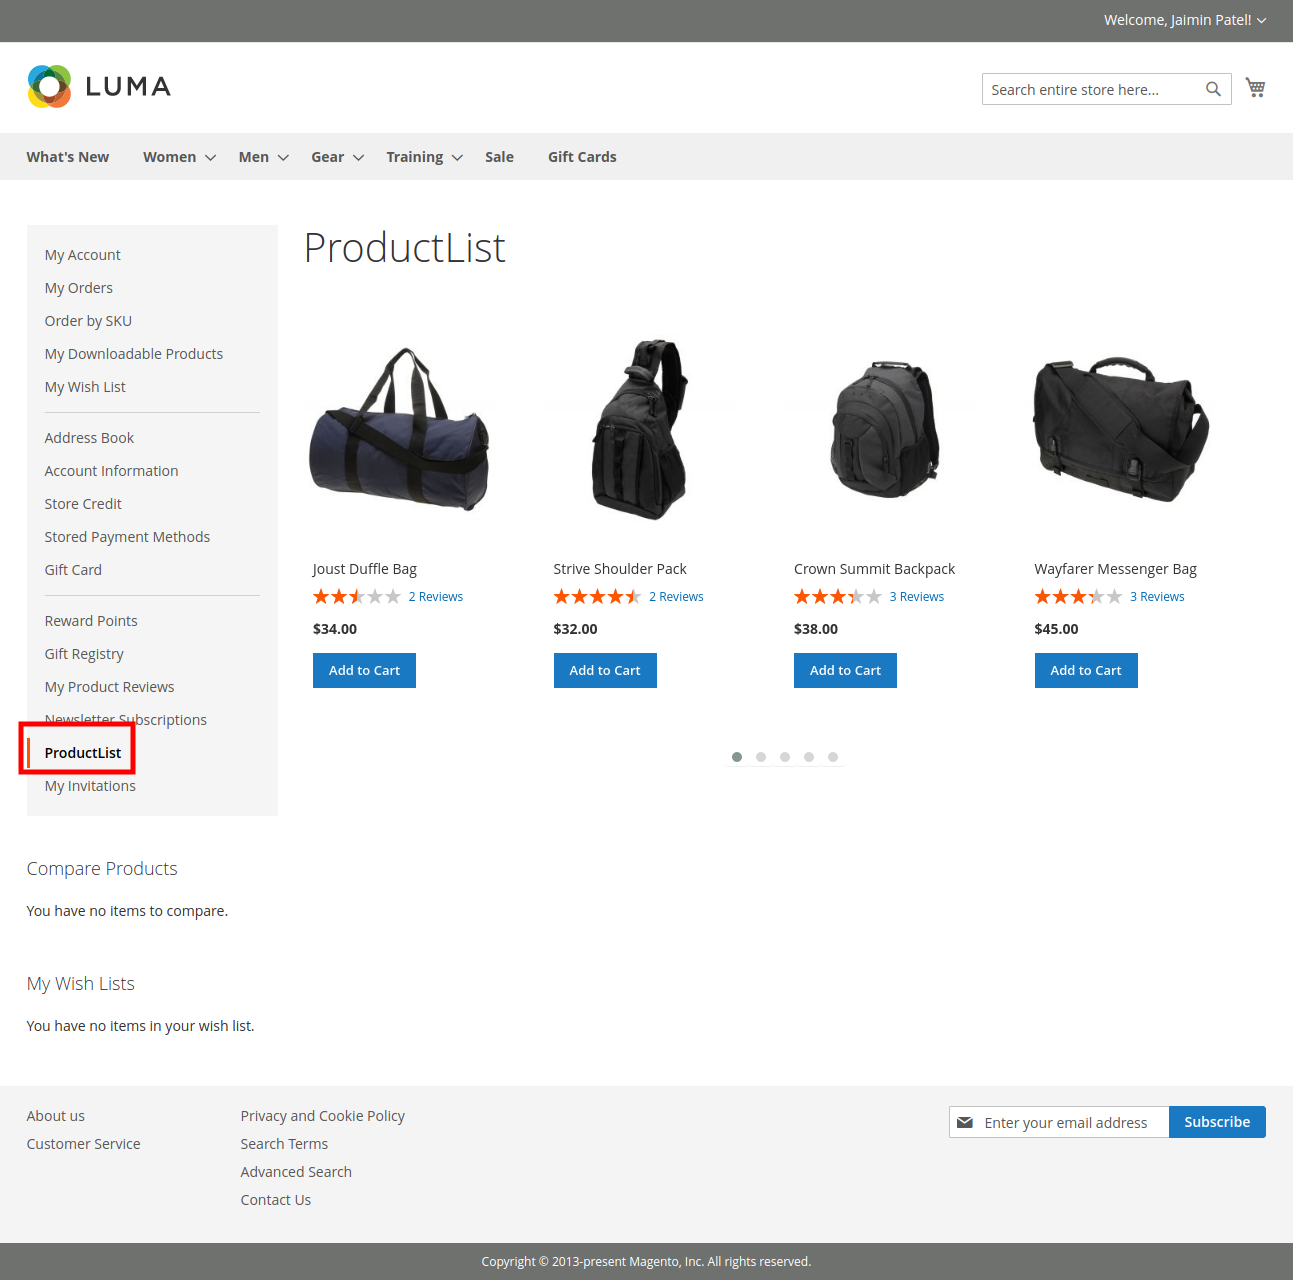 Welcome, Jaimin Patel!
LUMA
Search entire store here...
What's New Women Men Gear Training Sale Gift Cards
My Account
My Orders
Order by SKU
My Downloadable Products
My Wish List
Address Book
Account Information
Store Credit
Stored Payment Methods
Gift Card
Reward Points
Gift Registry
My Product Reviews
Newsletter Subscriptions
ProductList
My Invitations
ProductList
Joust Duffle Bag
2 Reviews
$34.00
Add to Cart
Strive Shoulder Pack
2 Reviews
$32.00
Add to Cart
Crown Summit Backpack
3 Reviews
$38.00
Add to Cart
Wayfarer Messenger Bag
3 Reviews
$45.00
Add to Cart
Compare Products
You have no items to compare.
My Wish Lists
You have no items in your wish list.
About us
Customer Service
Privacy and Cookie Policy
Search Terms
Advanced Search
Contact Us
Enter your email address
Subscribe
Copyright © 2013-present Magento, Inc. All rights reserved.